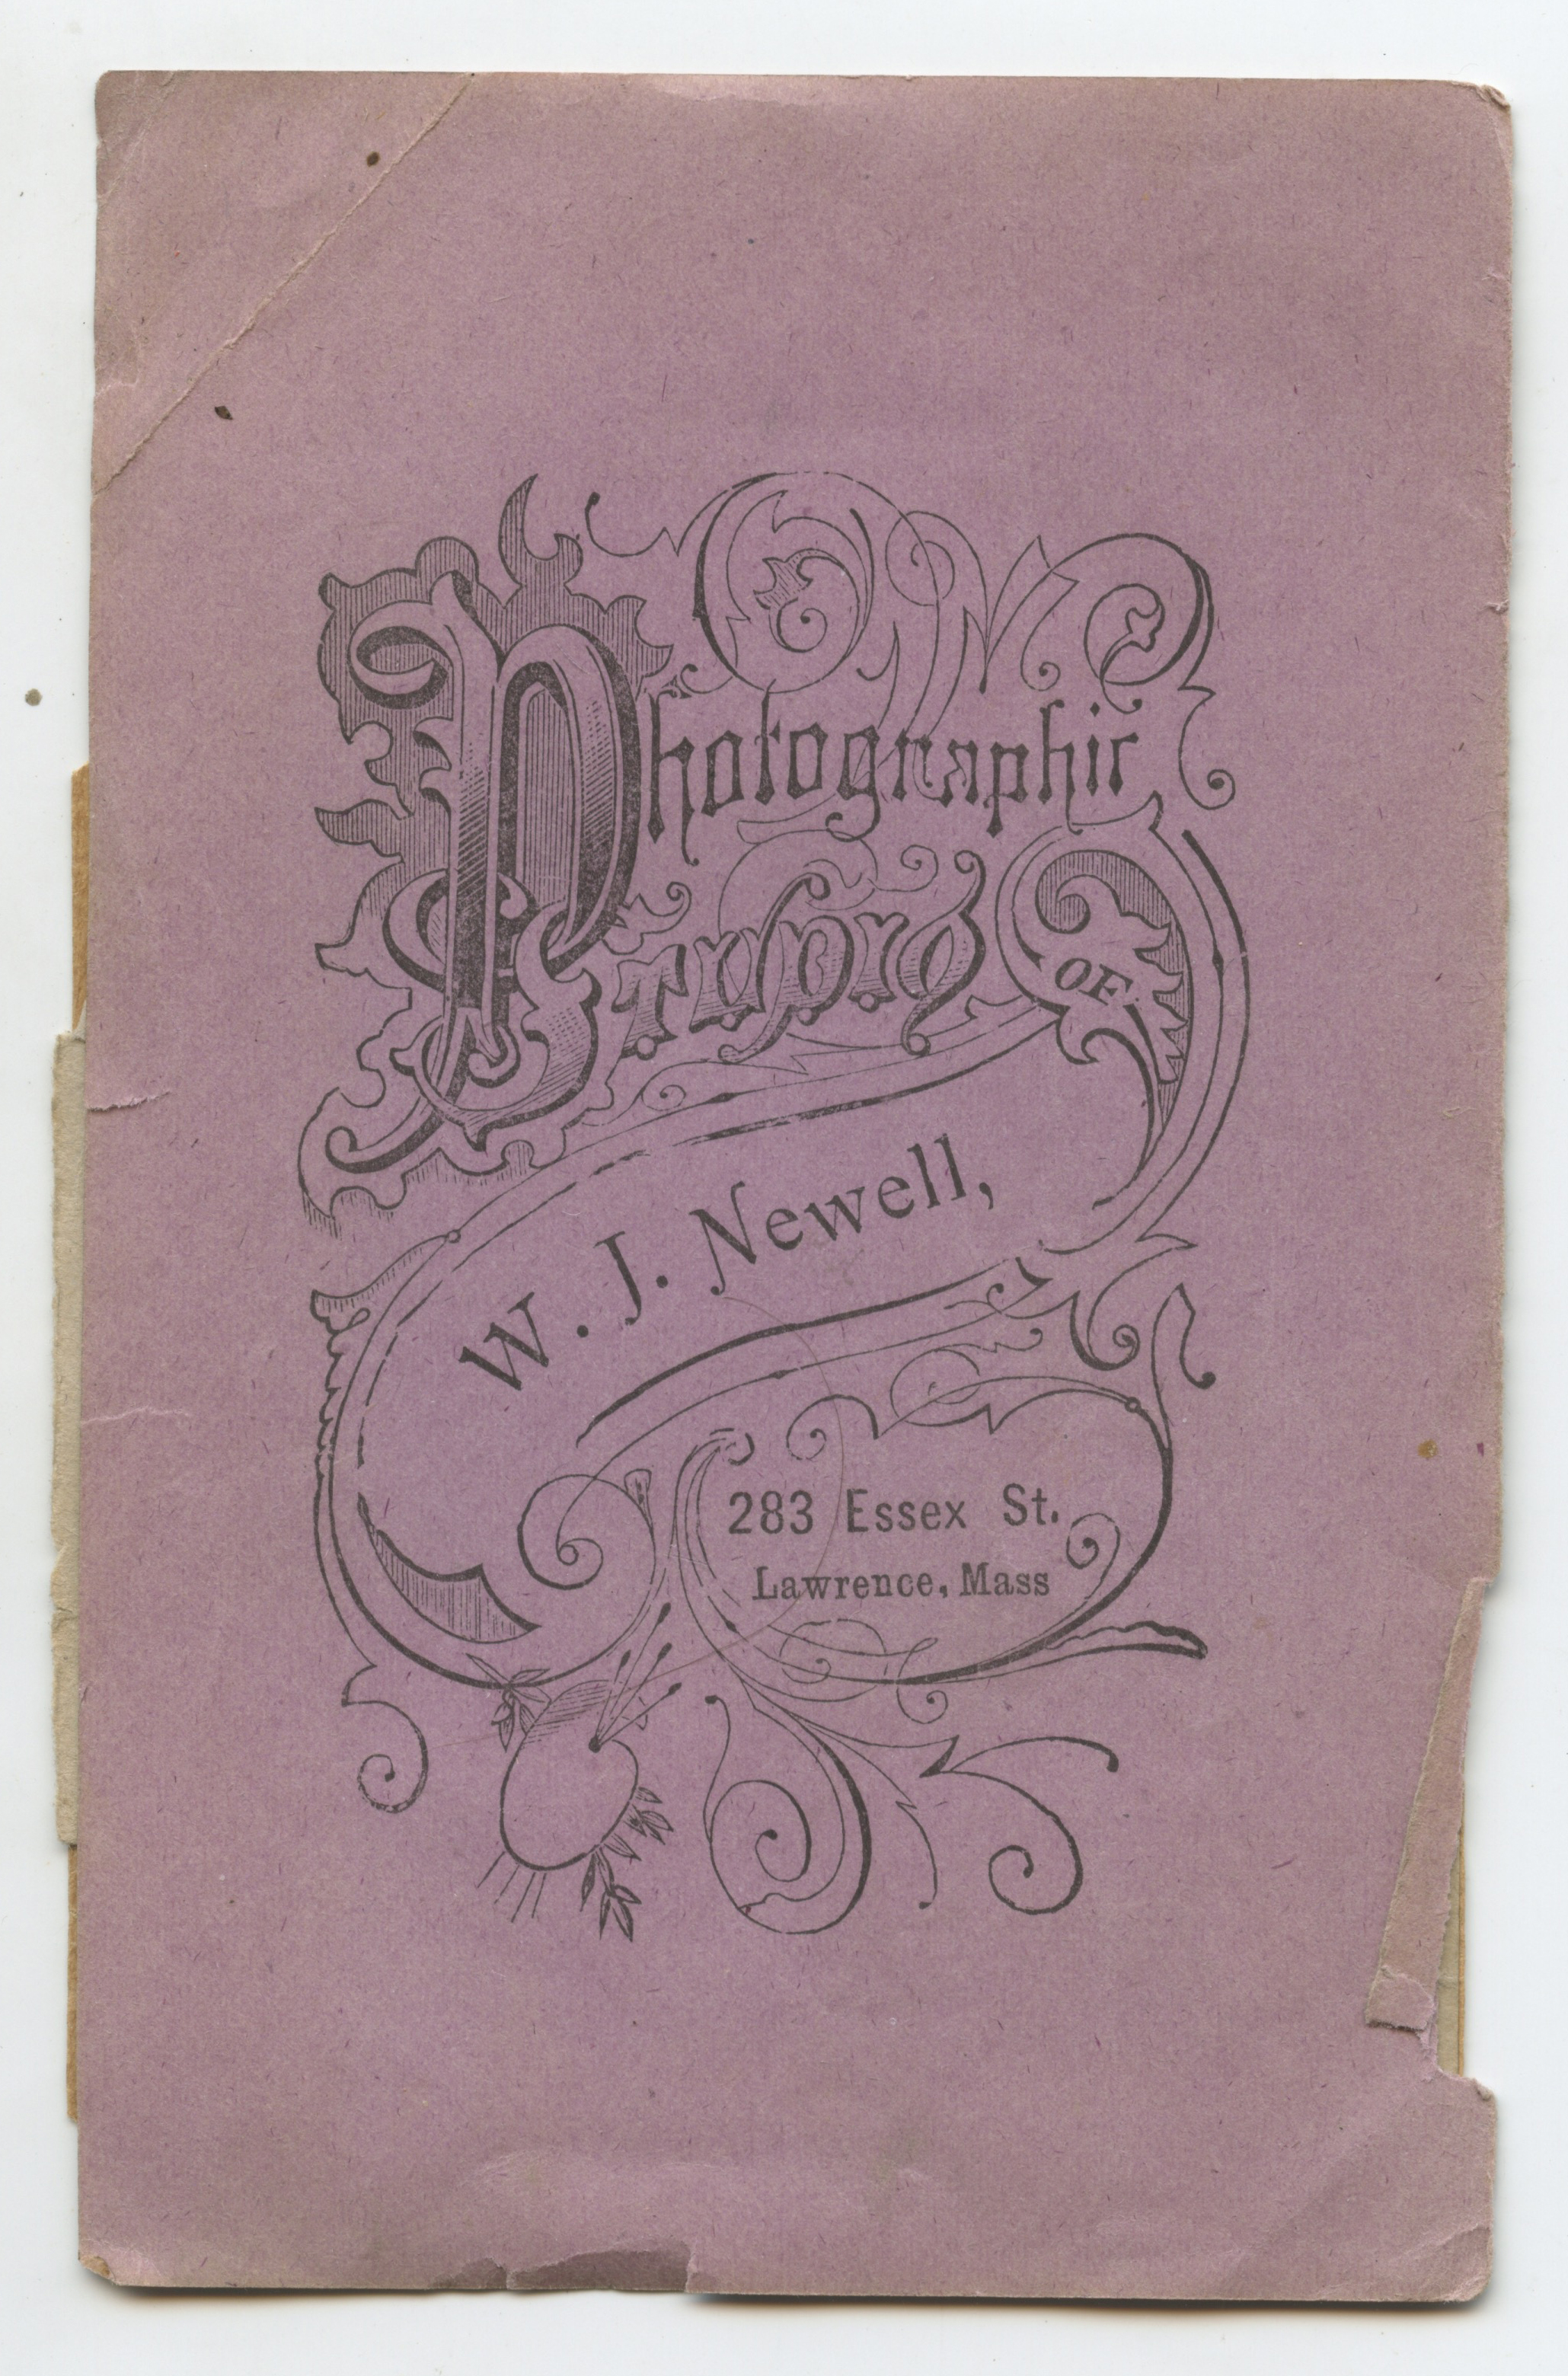 Photographic
Studio OF
W. J. Newell,
283 Essex St.
Lawrence, Mass